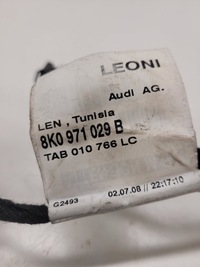 LEONI
Audi AG.
LEN , Tunisia
8K0 971 029 B
TAB 010 766 LC
G2493
02.07.08 // 22:17:10